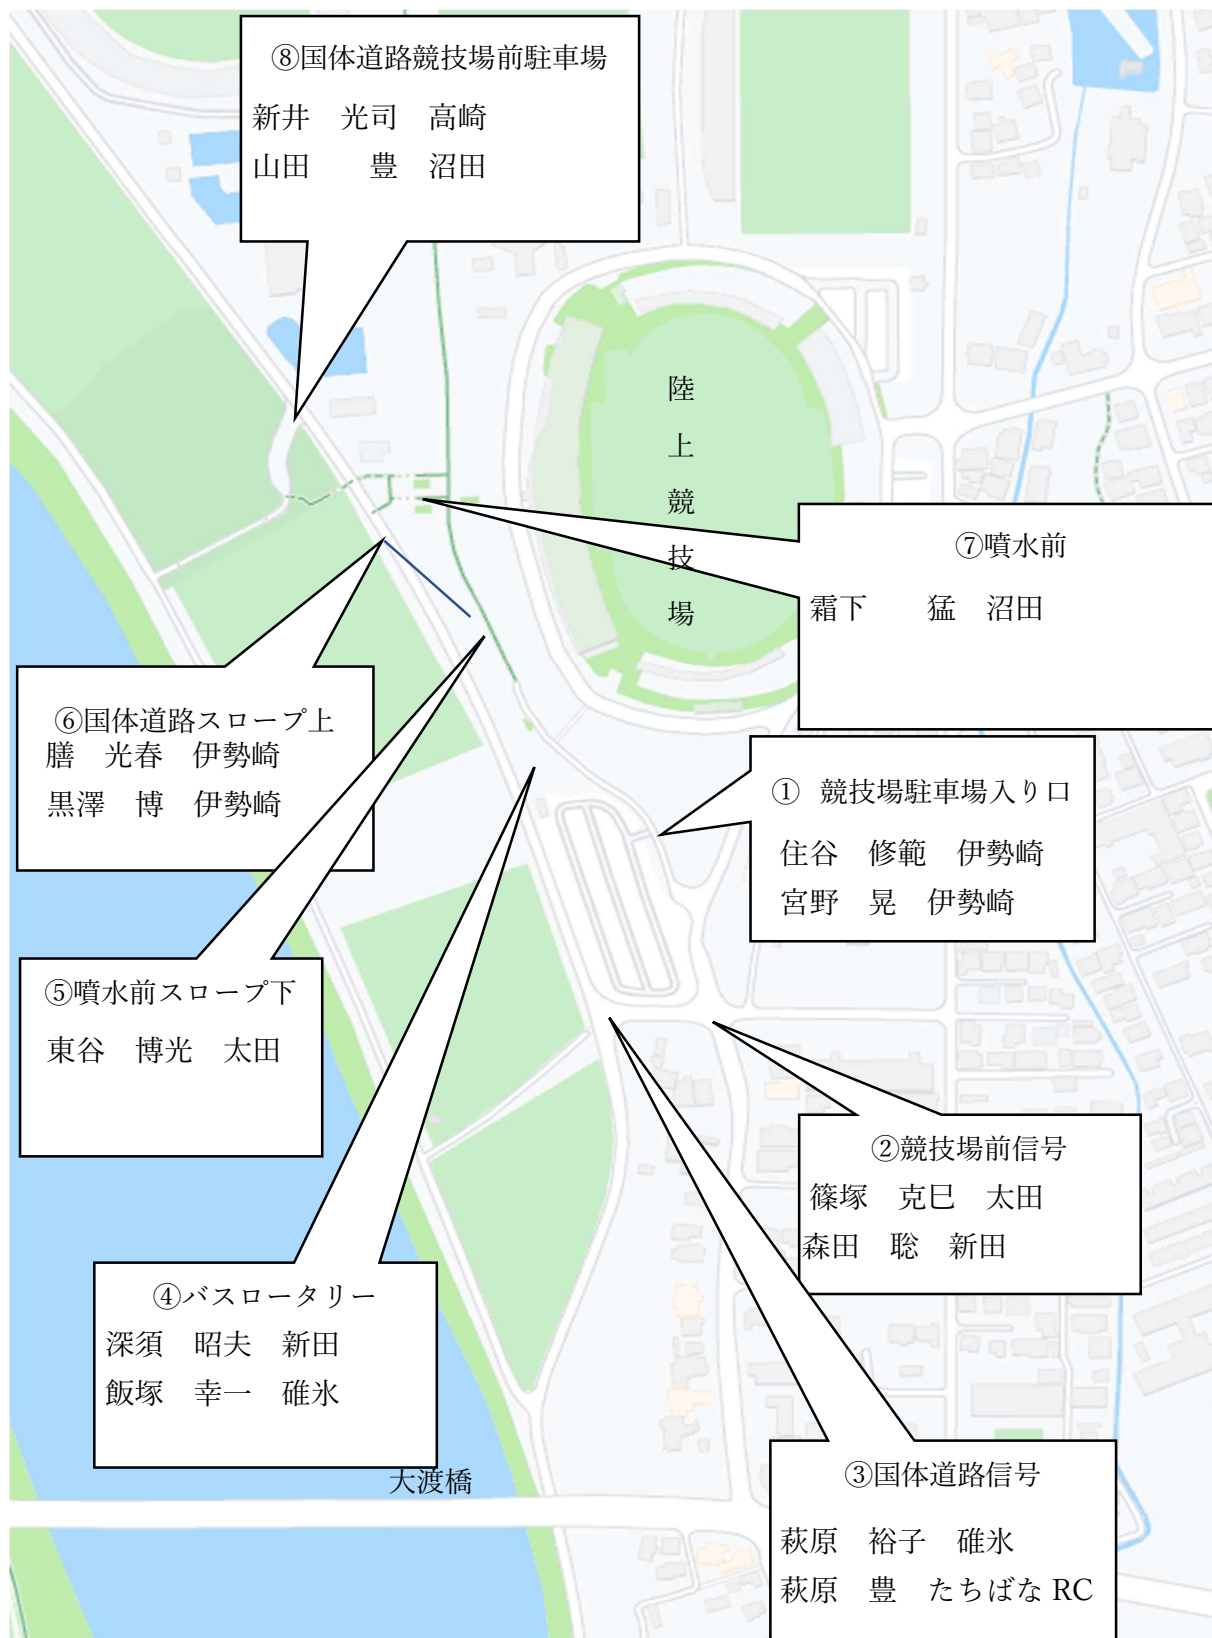 ⑧国体道路競技場前駐車場
新井　光司　高崎
山田　　豊　沼田
陸上競技場
⑦噴水前
霜下　　猛　沼田
⑥国体道路スロープ上
膳　光春　伊勢崎
黒澤　博　伊勢崎
①　競技場駐車場入り口
住谷　修範　伊勢崎
宮野　晃　伊勢崎
⑤噴水前スロープ下
東谷　博光　太田
②競技場前信号
篠塚　克巳　太田
森田　聡　新田
④バスロータリー
深須　昭夫　新田
飯塚　幸一　碓氷
大渡橋
③国体道路信号
萩原　裕子　碓氷
萩原　豊　たちばな RC